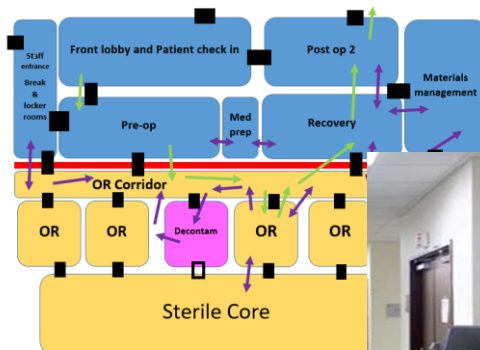 Staff
entrance
Break
&
locker
rooms
Front lobby and Patient check in
Post op 2
Materials
management
Pre-op
Med
prep
Recovery
OR Corridor
OR
OR
Decontam
OR
OR
Sterile Core